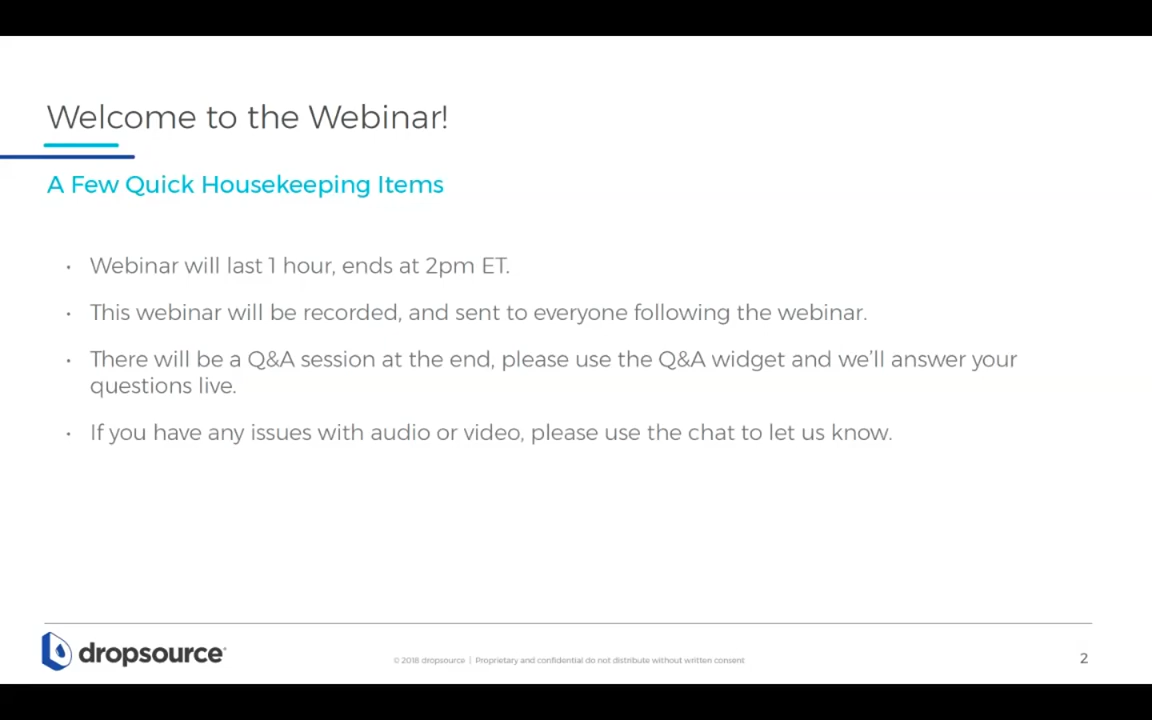 Welcome to the Webinar!
A Few Quick Housekeeping Items
• Webinar will last 1 hour, ends at 2pm ET.
• This webinar will be recorded, and sent to everyone following the webinar.
• There will be a Q&A session at the end, please use the Q&A widget and we’ll answer your
questions live.
• If you have any issues with audio or video, please use the chat to let us know.
dropsource
© 2018 dropsource | Proprietary and confidential do not distribute without written consent
2